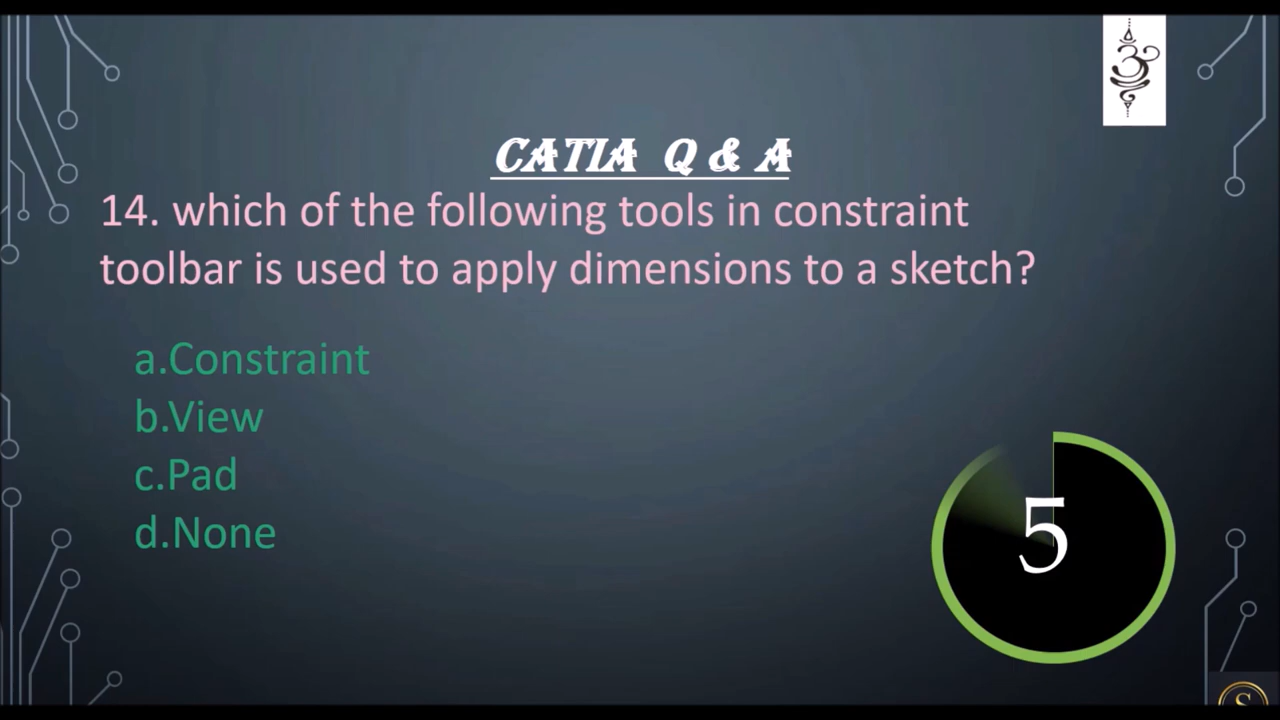 CATIA Q & A
14. which of the following tools in constraint
toolbar is used to apply dimensions to a sketch?
a.Constraint
b.View
c.Pad
d.None
5
S